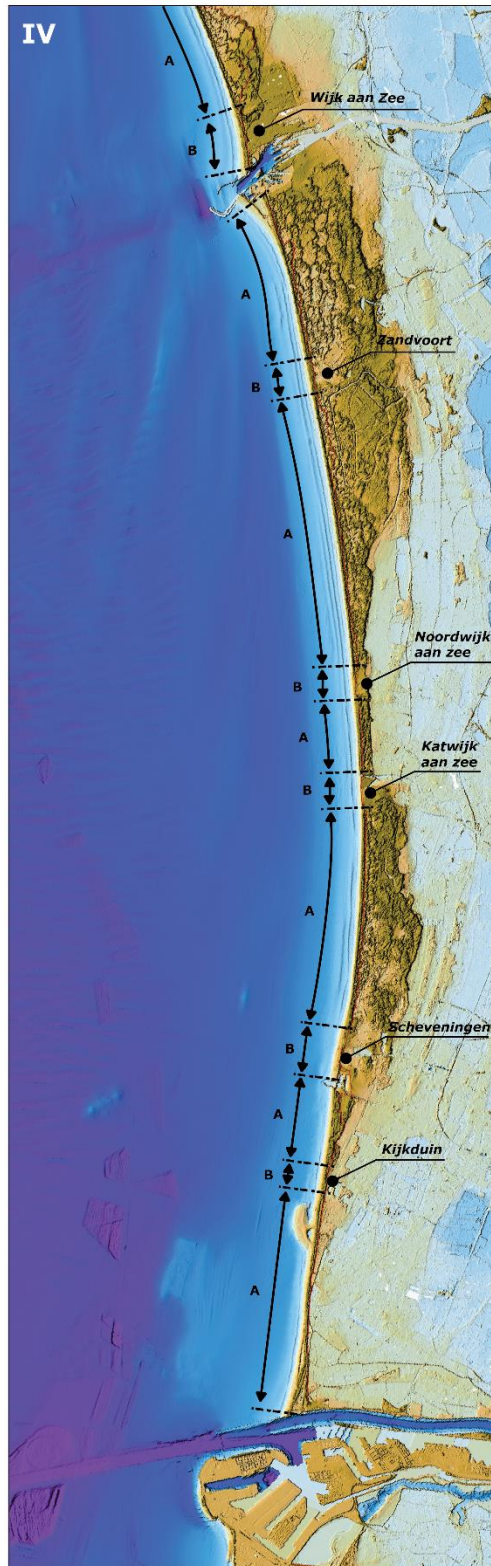 IV
A
Wijk aan Zee
B
A
Zandvoort
B
A
Noordwijk
aan zee
B
A
Katwijk
aan zee
B
A
Scheveningen
B
A
Kijkduin
B
A